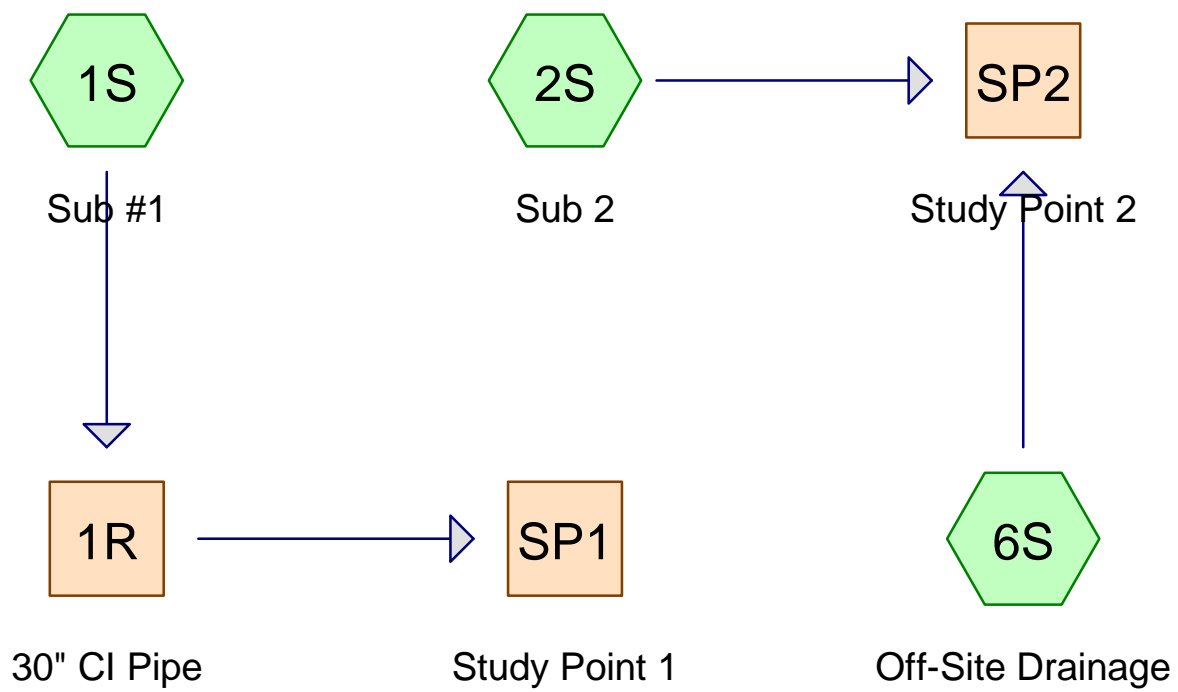 1S
2S
SP2
Sub #1
Sub 2
Study Point 2
1R
SP1
6S
30" CI Pipe
Study Point 1
Off-Site Drainage